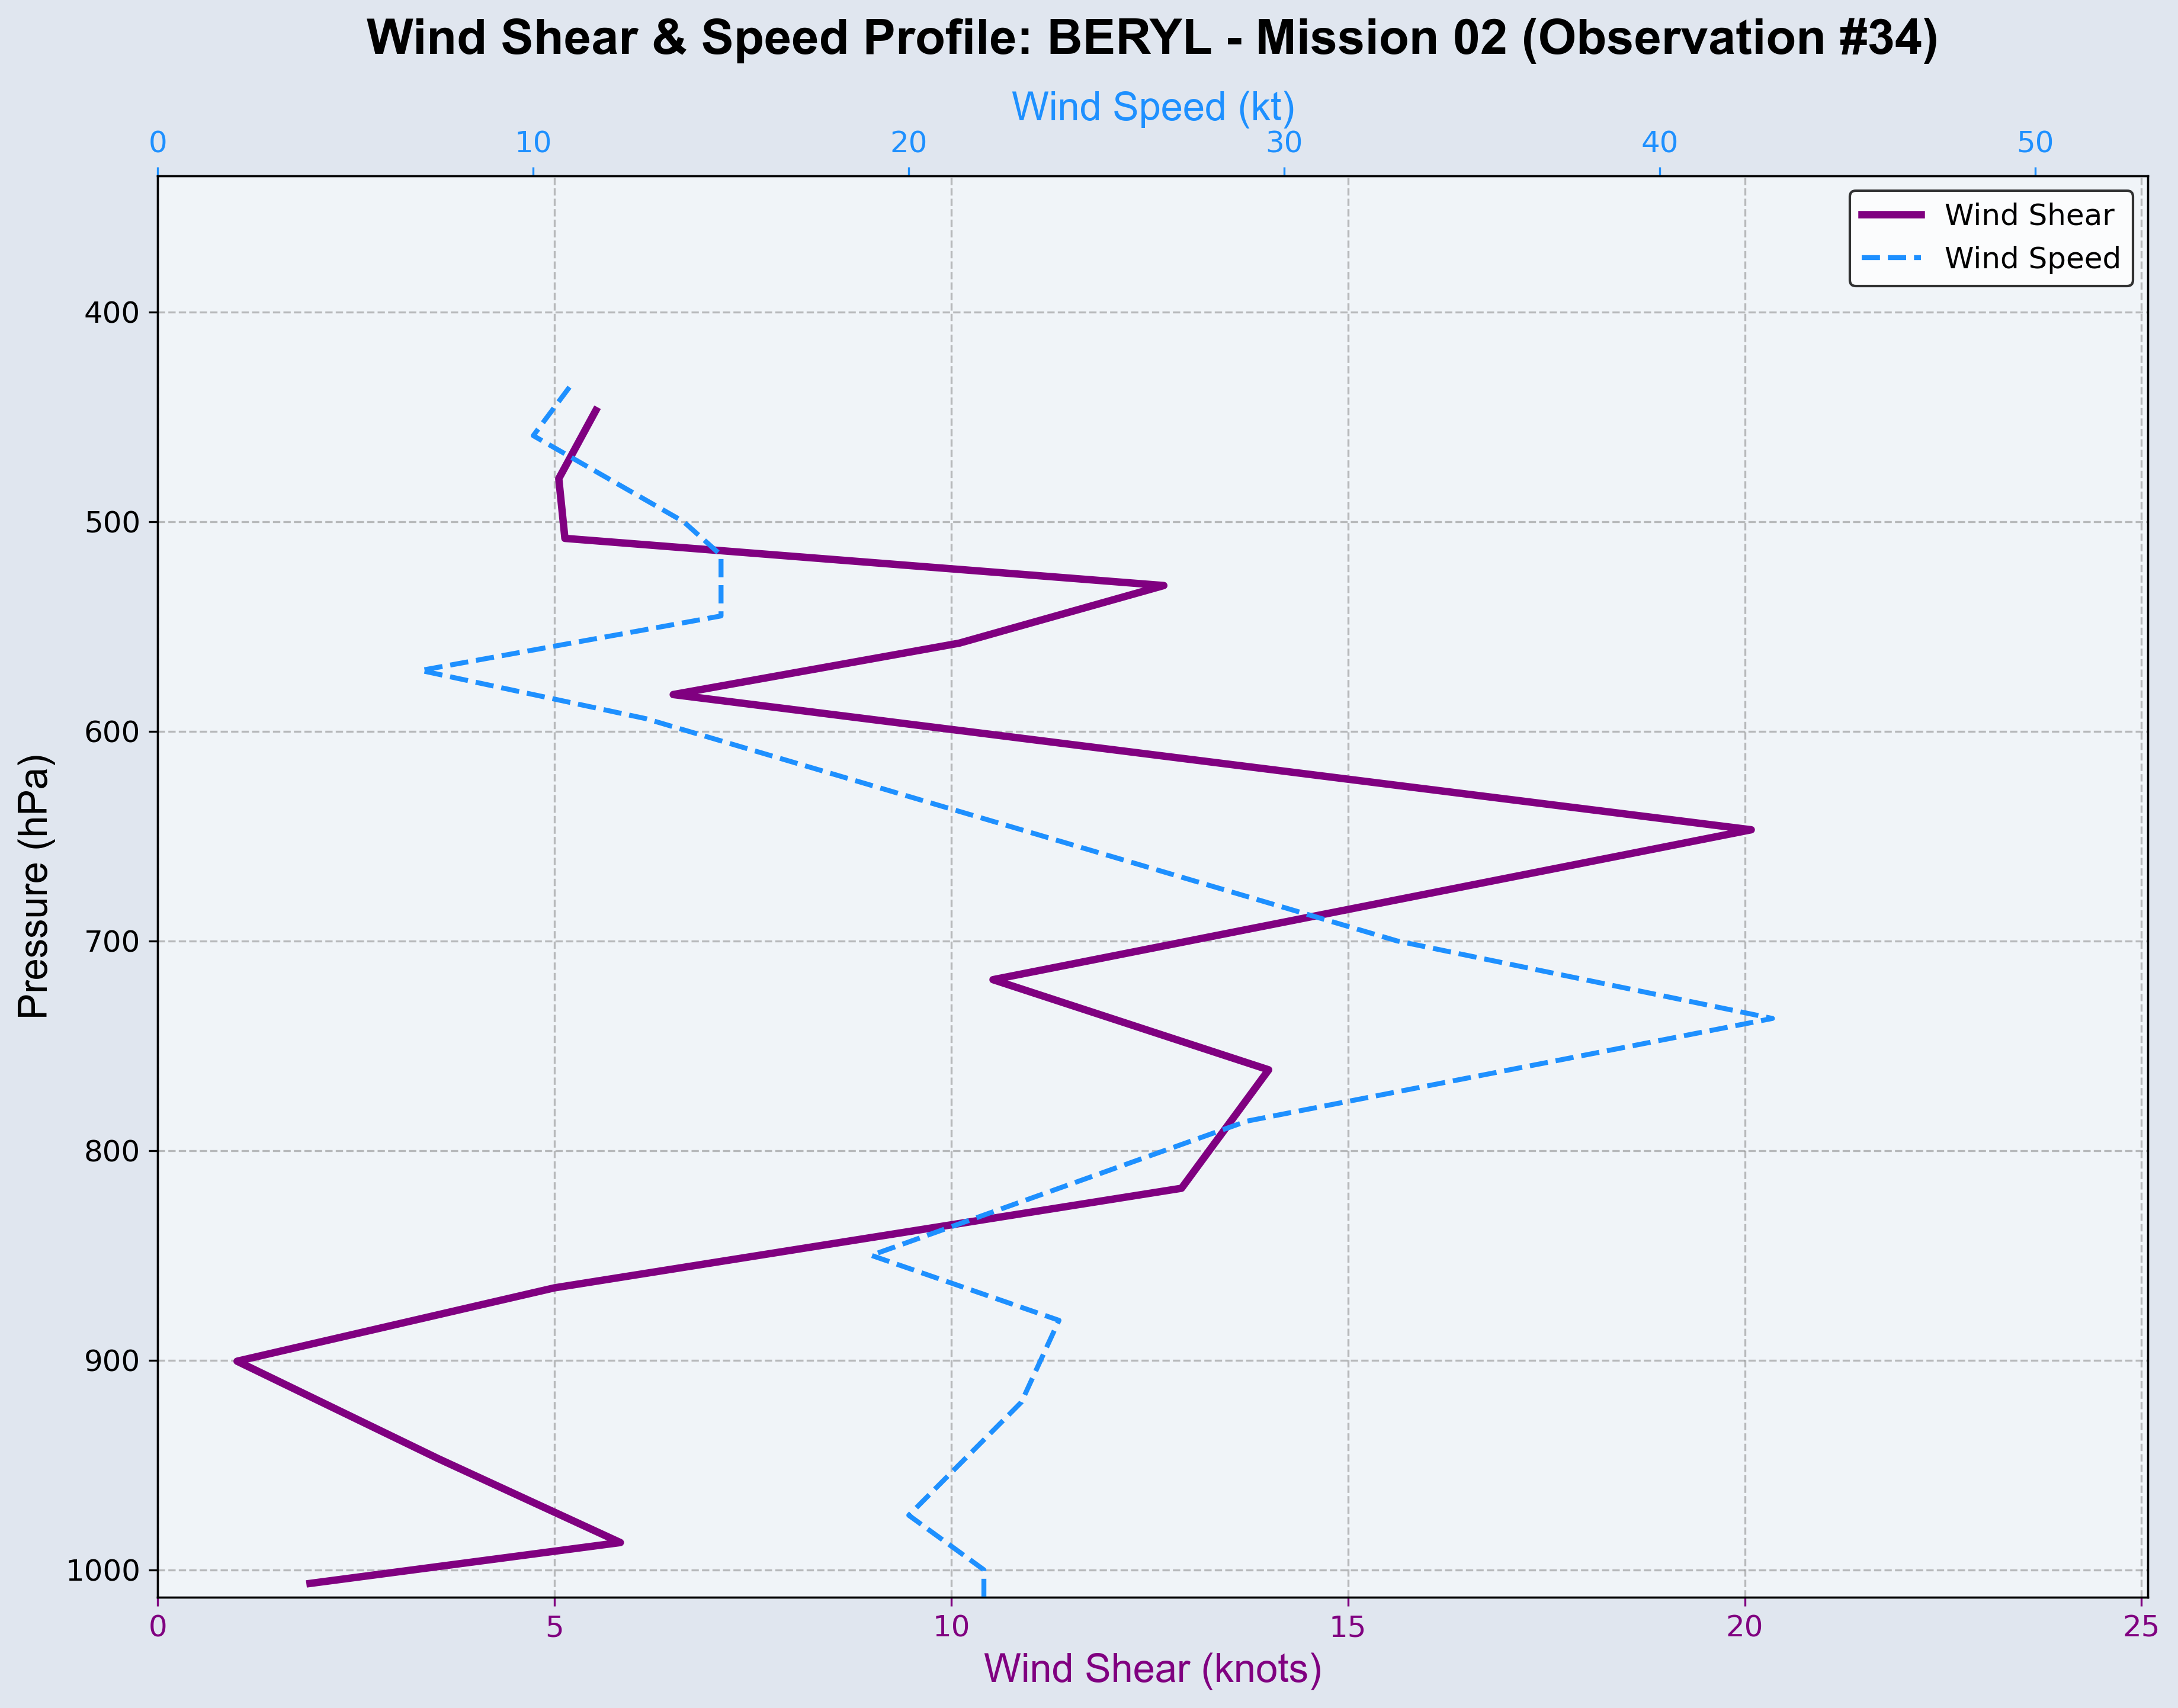 Wind Shear & Speed Profile: BERYL - Mission 02 (Observation #34)
Wind Speed (kt)
0 10 20 30 40 50
Wind Shear
Wind Speed
400
500
600
700
800
900
1000
Pressure (hPa)
0 5 10 15 20 25
Wind Shear (knots)